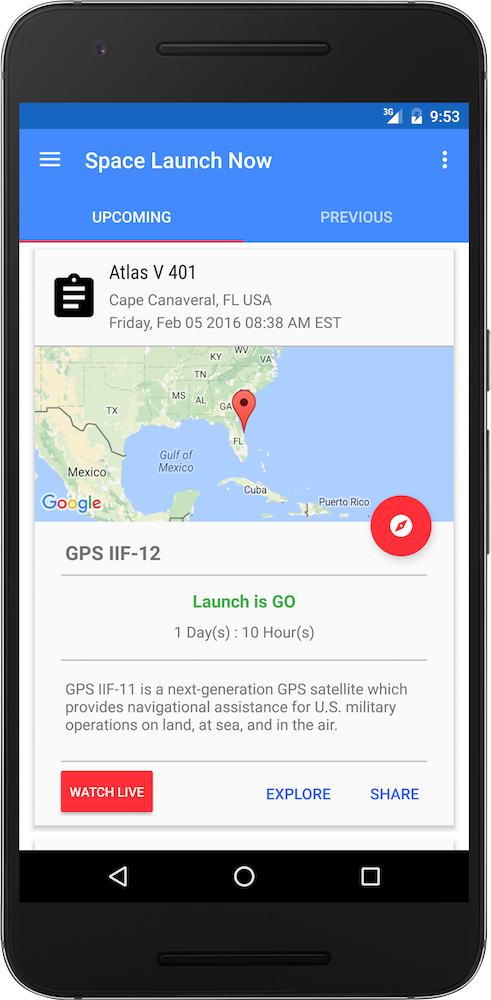 3G 9:53
Space Launch Now
UPCOMING PREVIOUS
Atlas V 401
Cape Canaveral, FL USA
Friday, Feb 05 2016 08:38 AM EST
WV
KY VA
TN
MS AL GA
TX
FL
Gulf of
Mexico
Mexico
Cuba
Puerto Rico
Google
GPS IIF-12
Launch is GO
1 Day(s) : 10 Hour(s)
GPS IIF-11 is a next-generation GPS satellite which
provides navigational assistance for U.S. military
operations on land, at sea, and in the air.
WATCH LIVE EXPLORE SHARE